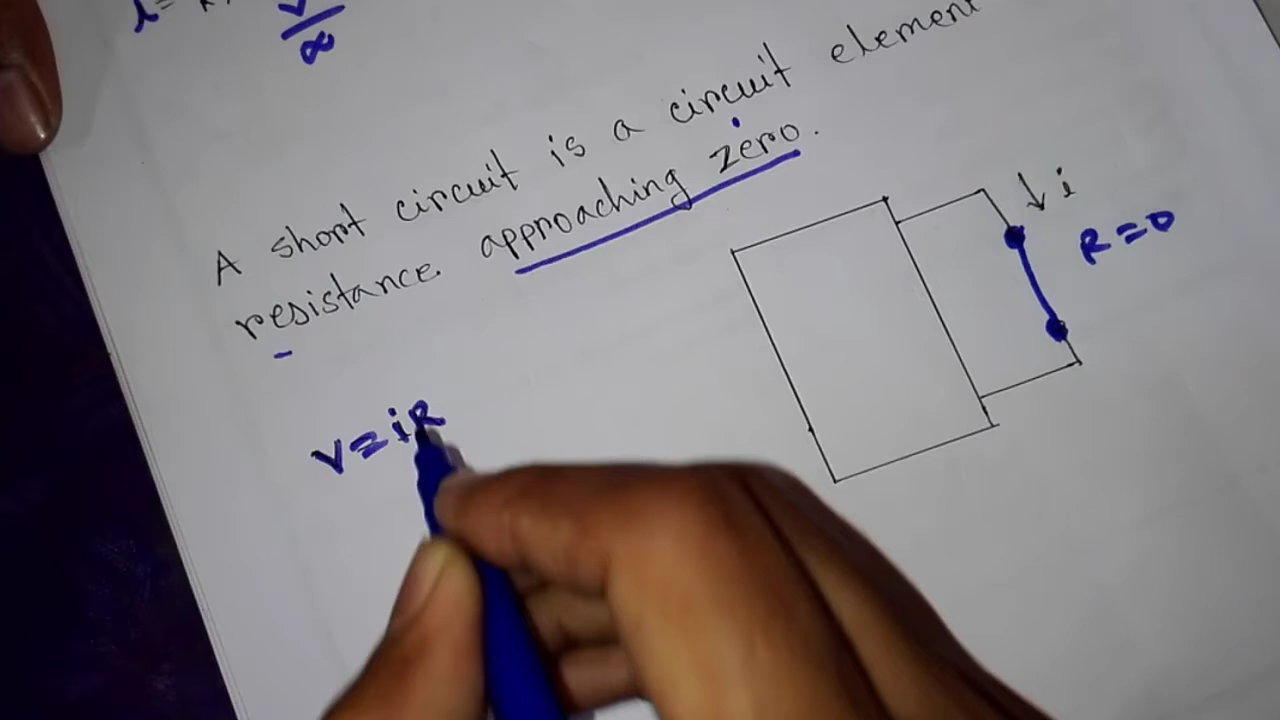 i=
V
∞
A short circuit is a circuit element
resistance approaching zero.
↓ i
R=0
V=iR